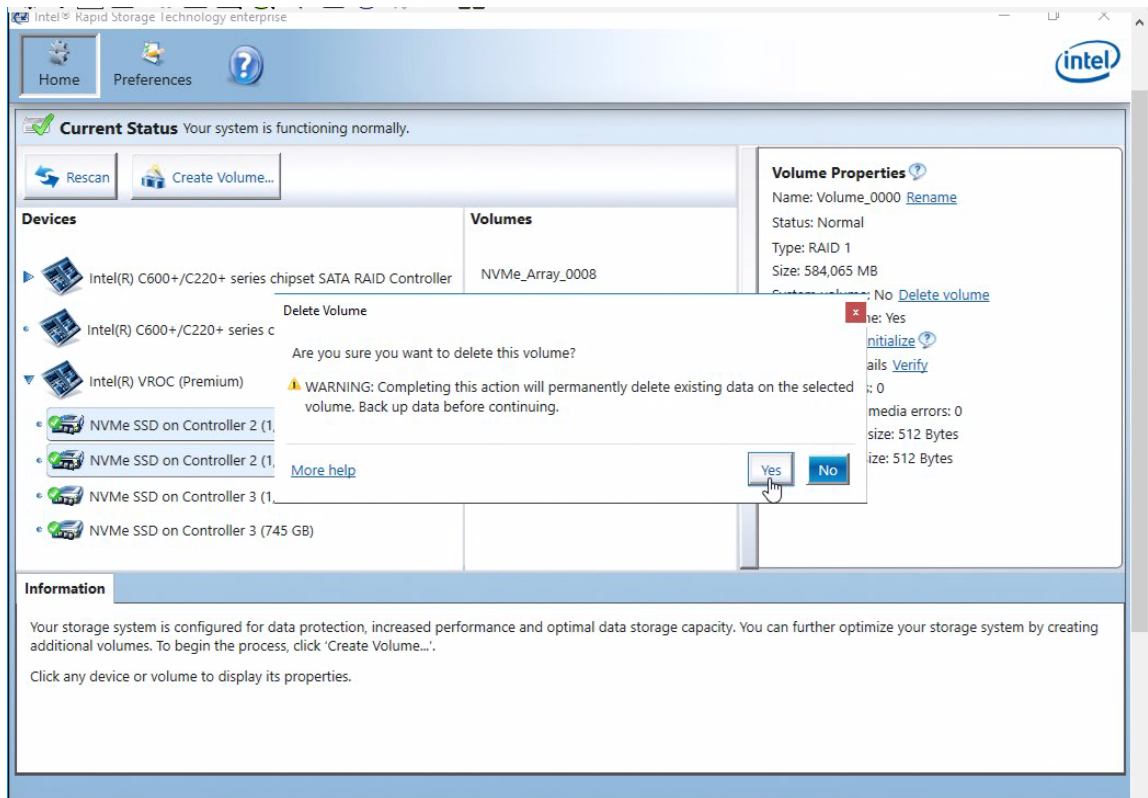 Intel® Rapid Storage Technology enterprise
Home
Preferences
?
intel
Current Status Your system is functioning normally.
Rescan
Create Volume...
Devices
Volumes
Intel(R) C600+/C220+ series chipset SATA RAID Controller
NVMe_Array_0008
Intel(R) C600+/C220+ series c
Intel(R) VROC (Premium)
NVMe SSD on Controller 2 (1,
NVMe SSD on Controller 2 (1,
NVMe SSD on Controller 3 (1,
NVMe SSD on Controller 3 (745 GB)
Volume Properties ?
Name: Volume_0000 Rename
Status: Normal
Type: RAID 1
Size: 584,065 MB
System volume: No Delete volume
ne: Yes
nitialize ?
ails Verify
s: 0
media errors: 0
size: 512 Bytes
ize: 512 Bytes
Delete Volume
x
Are you sure you want to delete this volume?
WARNING: Completing this action will permanently delete existing data on the selected
volume. Back up data before continuing.
More help
Yes
No
Information
Your storage system is configured for data protection, increased performance and optimal data storage capacity. You can further optimize your storage system by creating
additional volumes. To begin the process, click 'Create Volume...'.
Click any device or volume to display its properties.